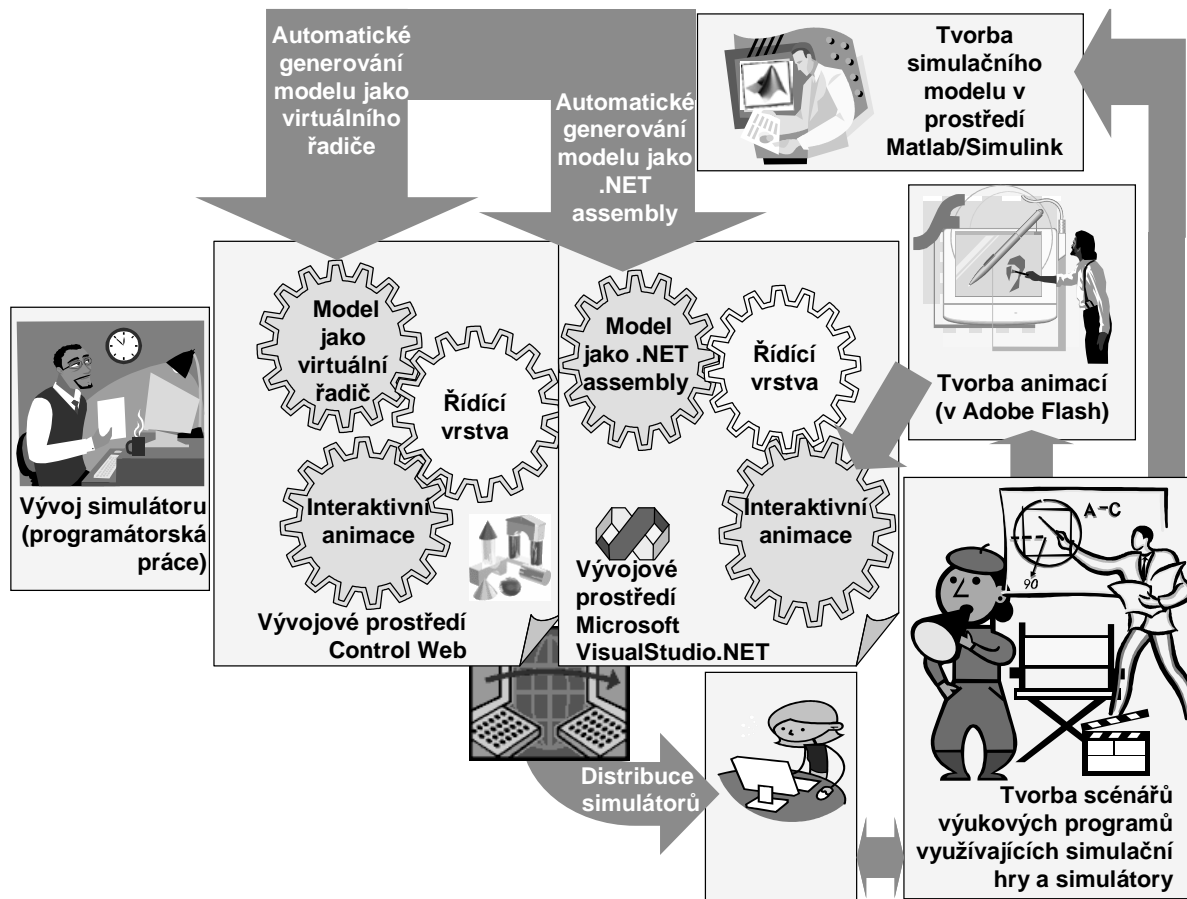 Automatické
generování
modelu jako
virtuálního
řadiče
Automatické
generování
modelu jako
.NET
assembly
Tvorba
simulačního
modelu v
prostředí
Matlab/Simulink
Tvorba animací
(v Adobe Flash)
Model
jako
virtuální
řadič
Řídící
vrstva
Interaktivní
animace
Vývojové prostředí
Control Web
Model
jako .NET
assembly
Řídící
vrstva
Interaktivní
animace
Vývojové
prostředí
Microsoft
VisualStudio.NET
Vývoj simulátoru
(programátorská
práce)
A-C
90
Distribuce
simulátorů
Tvorba scénářů
výukových programů
využívajících simulační
hry a simulátory